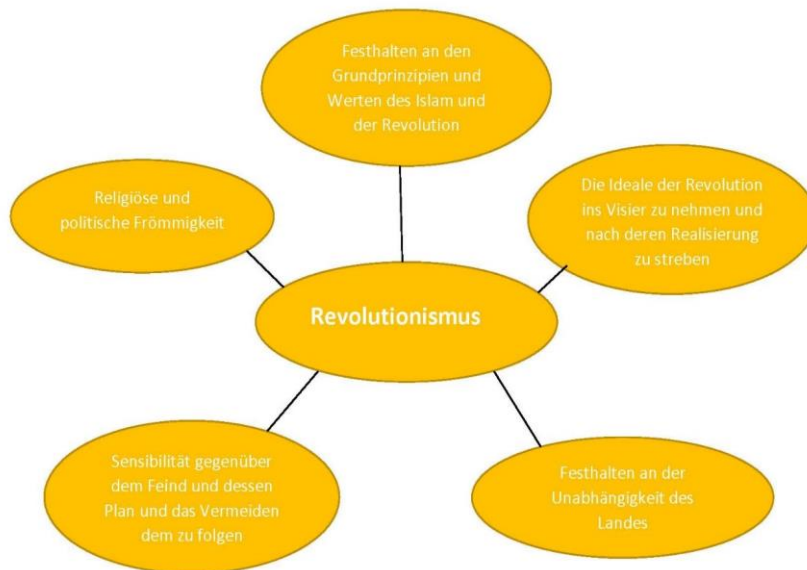 Festhalten an den
Grundprinzipien und
Werten des Islam und
der Revolution
Religiöse und
politische Frömmigkeit
Die Ideale der Revolution
ins Visier zu nehmen und
nach deren Realisierung
zu streben
Revolutionismus
Sensibilität gegenüber
dem Feind und dessen
Plan und das Vermeiden
dem zu folgen
Festhalten an der
Unabhängigkeit des
Landes